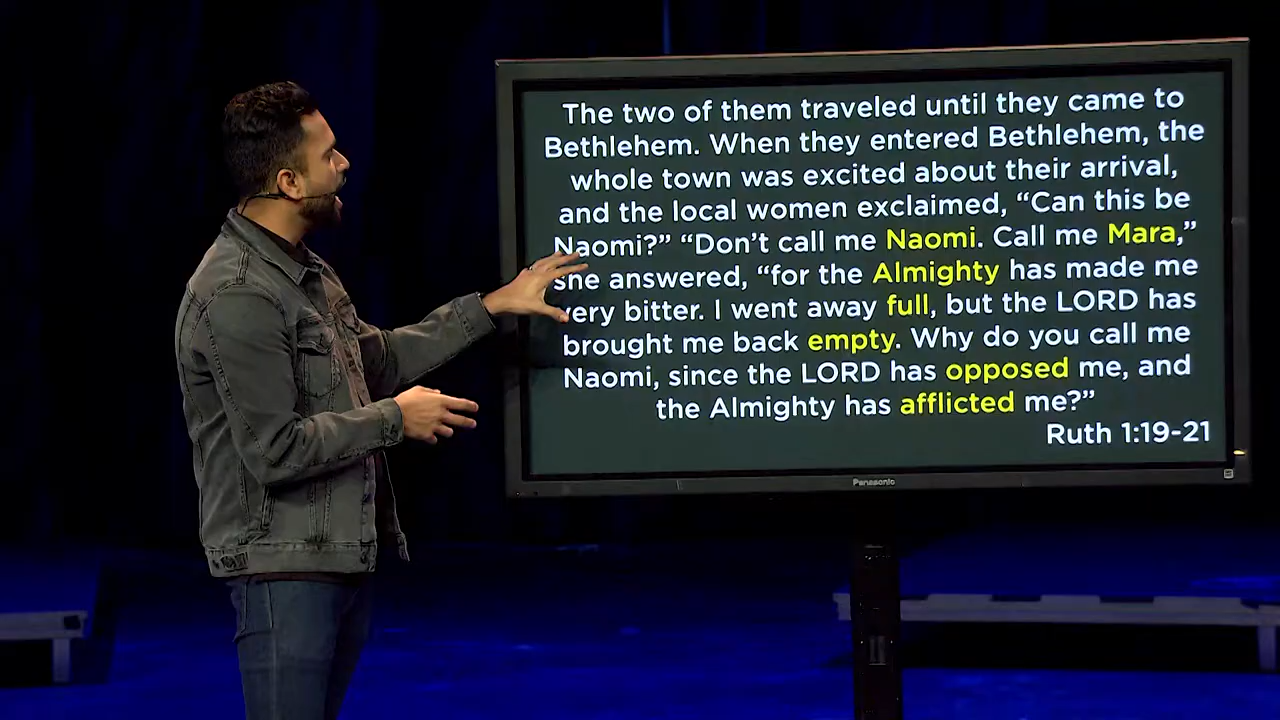 The two of them traveled until they came to
Bethlehem. When they entered Bethlehem, the
whole town was excited about their arrival,
and the local women exclaimed, “Can this be
Naomi?” “Don’t call me Naomi. Call me Mara,”
she answered, “for the Almighty has made me
very bitter. I went away full, but the LORD has
brought me back empty. Why do you call me
Naomi, since the LORD has opposed me, and
the Almighty has afflicted me?”
Ruth 1:19-21
Panasonic